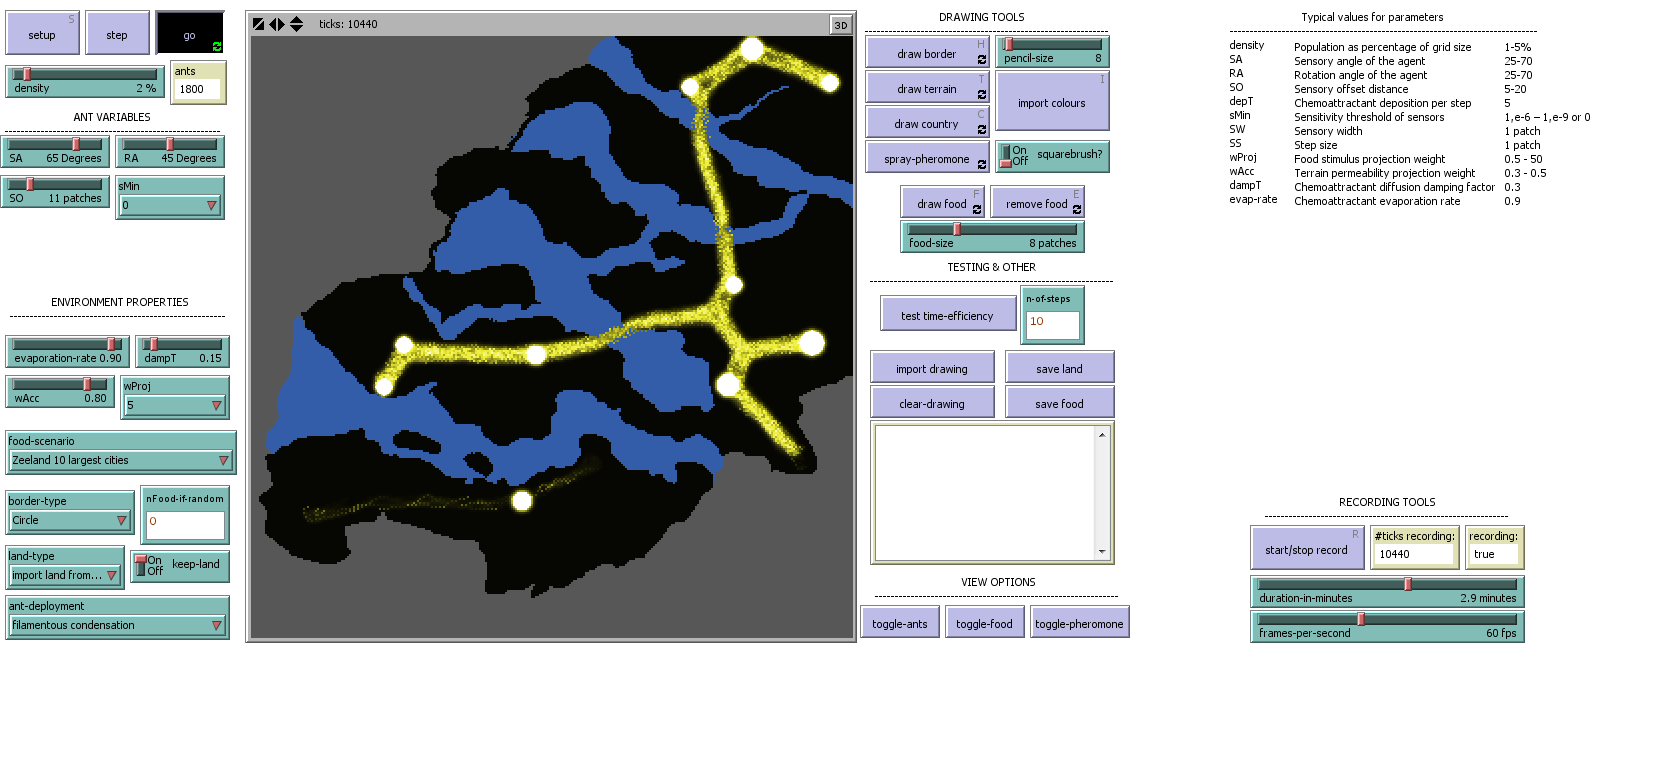 setup
S
step
go
density
2 %
ants
1800
ANT VARIABLES
SA
65 Degrees
RA
45 Degrees
SO
11 patches
sMin
0
ENVIRONMENT PROPERTIES
evaporation-rate 0.90
dampT
0.15
wAcc
0.80
wProj
5
food-scenario
Zeeland 10 largest cities
border-type
Circle
nFood-if-random
0
land-type
import land from...
On
Off
keep-land
ant-deployment
filamentous condensation
ticks: 10440
3D
DRAWING TOOLS
draw border
H
pencil-size
8
draw terrain
T
import colours
I
draw country
C
spray-pheromone
On
Off
squarebrush?
draw food
F
remove food
E
food-size
8 patches
TESTING & OTHER
test time-efficiency
n-of-steps
10
import drawing
save land
clear-drawing
save food
VIEW OPTIONS
toggle-ants
toggle-food
toggle-pheromone
Typical values for parameters
density Population as percentage of grid size 1-5%
SA Sensory angle of the agent 25-70
RA Rotation angle of the agent 25-70
SO Sensory offset distance 5-20
depT Chemoattractant deposition per step 5
sMin Sensitivity threshold of sensors 1,e-6 – 1,e-9 or 0
SW Sensory width 1 patch
SS Step size 1 patch
wProj Food stimulus projection weight 0.5 - 50
wAcc Terrain permeability projection weight 0.3 - 0.5
dampT Chemoattractant diffusion damping factor 0.3
evap-rate Chemoattractant evaporation rate 0.9
RECORDING TOOLS
start/stop record
R
#ticks recording:
10440
recording:
true
duration-in-minutes
2.9 minutes
frames-per-second
60 fps